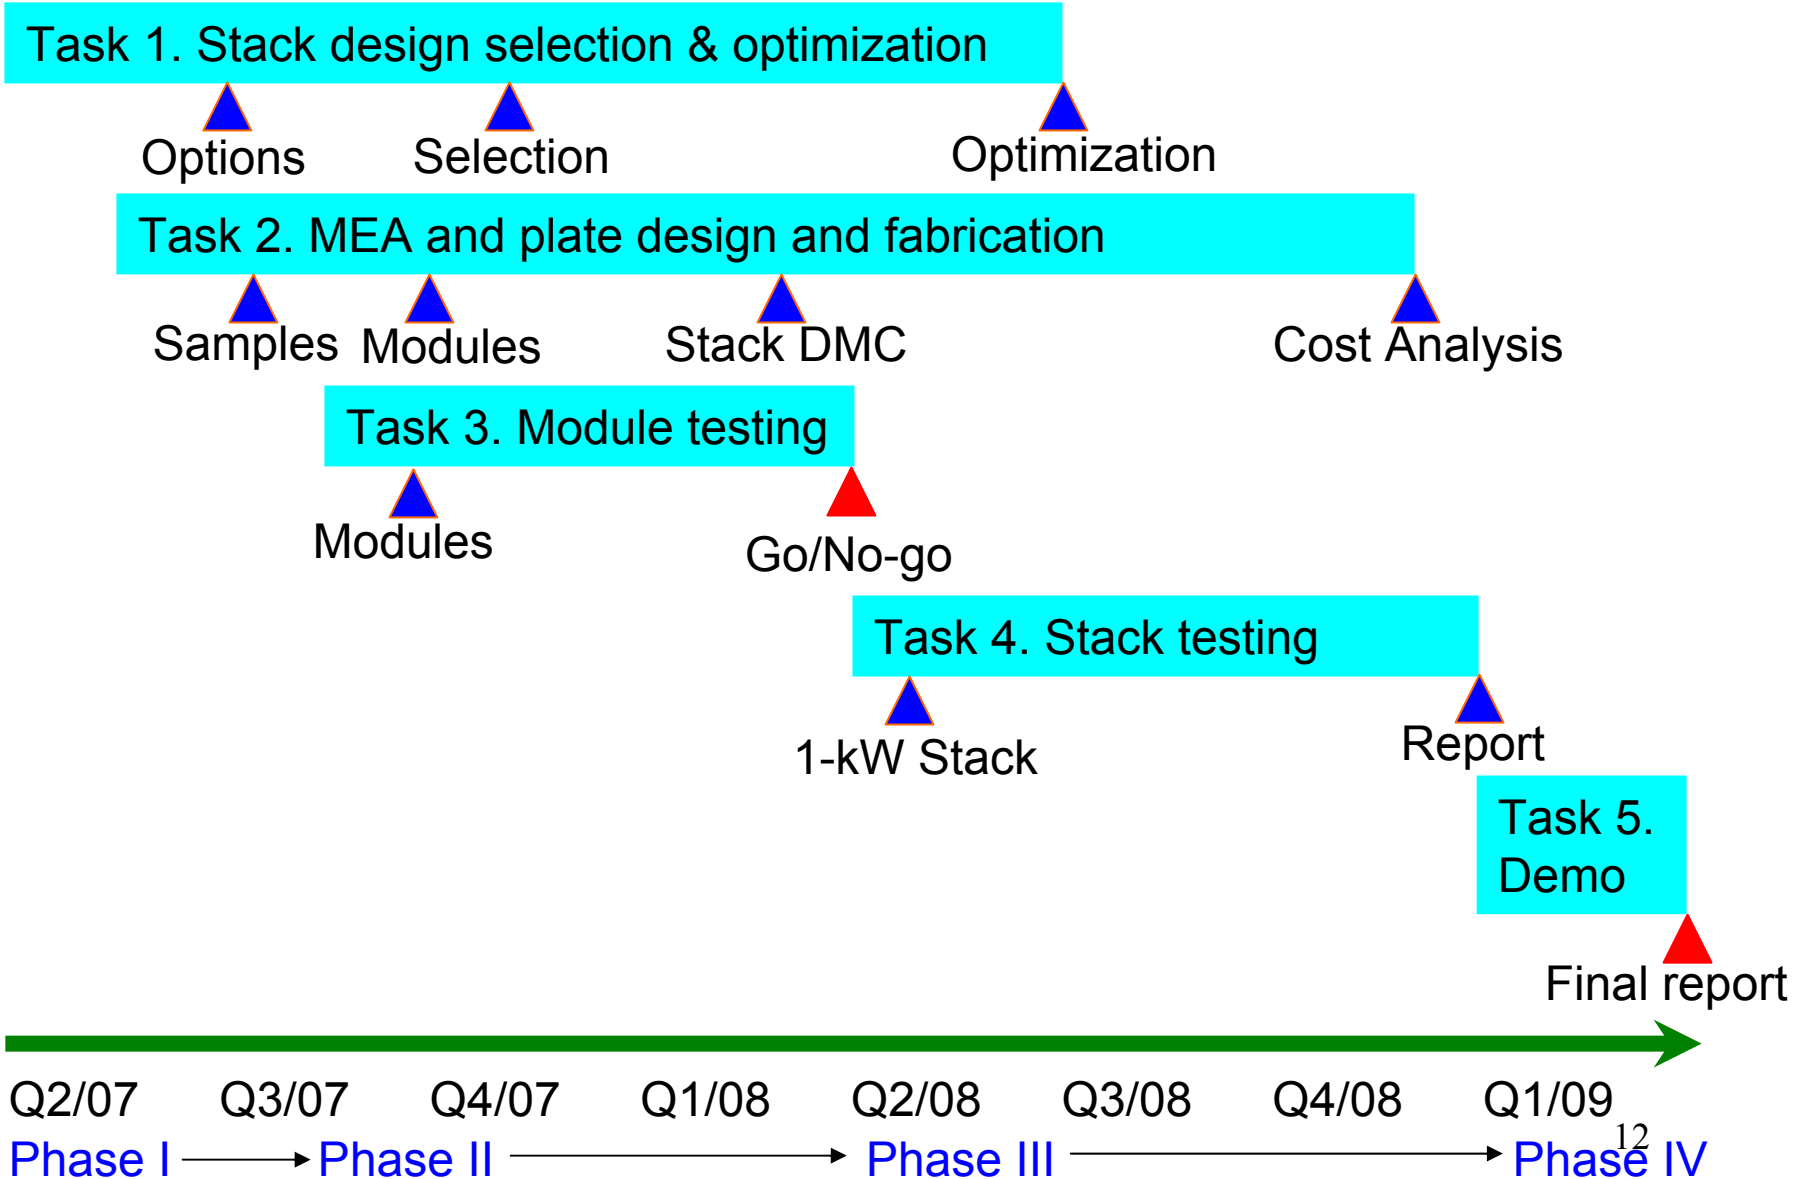 Task 1. Stack design selection & optimization
Options Selection Optimization
Task 2. MEA and plate design and fabrication
Samples Modules Stack DMC Cost Analysis
Task 3. Module testing
Modules Go/No-go
Task 4. Stack testing
1-kW Stack Report
Task 5.
Demo
Final report
Q2/07 Q3/07 Q4/07 Q1/08 Q2/08 Q3/08 Q4/08 Q1/09
12
Phase I Phase II Phase III Phase IV